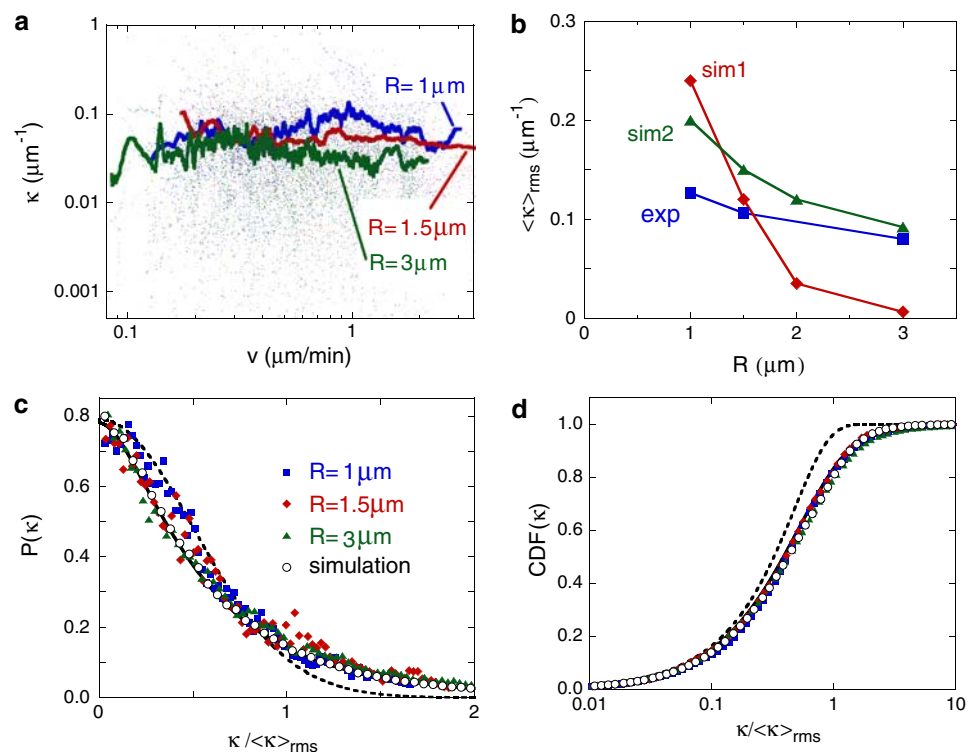 a
κ (μm⁻¹)
1
0.1
0.01
0.001
0.1
1
v (μm/min)
R= 1μm
R= 1.5μm
R= 3μm
b
<κ>rms (μm⁻¹)
0.3
0.2
0.1
0
0
1
2
3
R (μm)
sim1
sim2
exp
c
P(κ)
0.8
0.6
0.4
0.2
0.0
0
1
2
κ /<κ>rms
R= 1μm
R= 1.5μm
R= 3μm
simulation
d
CDF(κ)
1.0
0.8
0.6
0.4
0.2
0.0
0.01
0.1
1
10
κ/<κ>rms